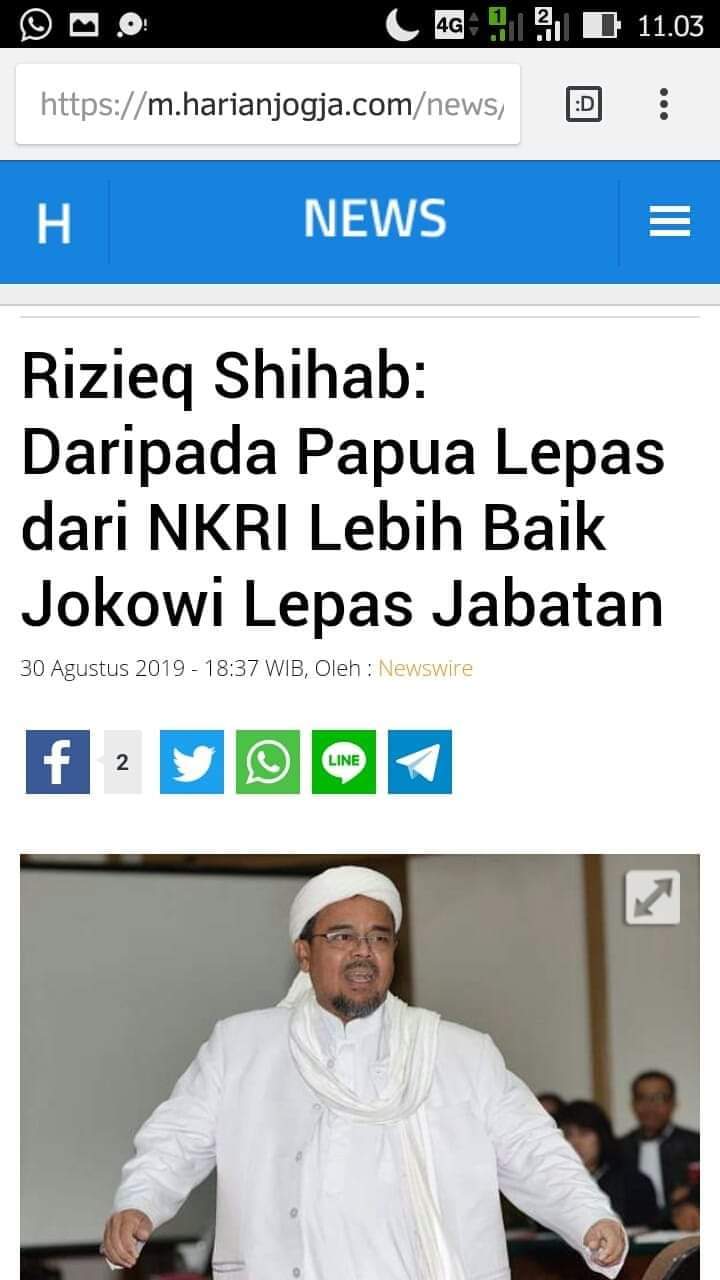 4G 1 2 11.03
https://m.harianjogja.com/news/ :D
H NEWS
Rizieq Shihab:
Daripada Papua Lepas
dari NKRI Lebih Baik
Jokowi Lepas Jabatan
30 Agustus 2019 - 18:37 WIB, Oleh : Newswire
f 2 LINE